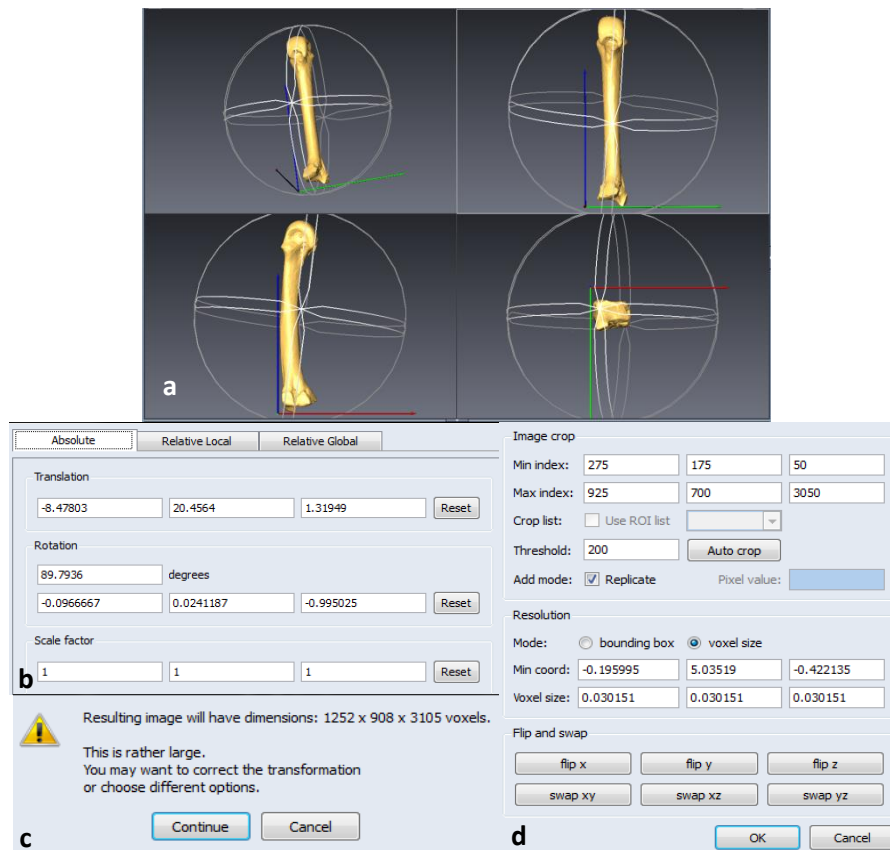 a
Absolute Relative Local Relative Global
Translation
-8.47803 20.4564 1.31949 Reset
Rotation
89.7936 degrees
-0.0966667 0.0241187 -0.995025 Reset
Scale factor
1 1 1 Reset
b
Resulting image will have dimensions: 1252 x 908 x 3105 voxels.
This is rather large.
You may want to correct the transformation
or choose different options.
Continue Cancel
c
Image crop
Min index: 275 175 50
Max index: 925 700 3050
Crop list: Use ROI list
Threshold: 200 Auto crop
Add mode: Replicate Pixel value:
Resolution
Mode: bounding box voxel size
Min coord: -0.195995 5.03519 -0.422135
Voxel size: 0.030151 0.030151 0.030151
Flip and swap
flip x flip y flip z
swap xy swap xz swap yz
d
OK Cancel